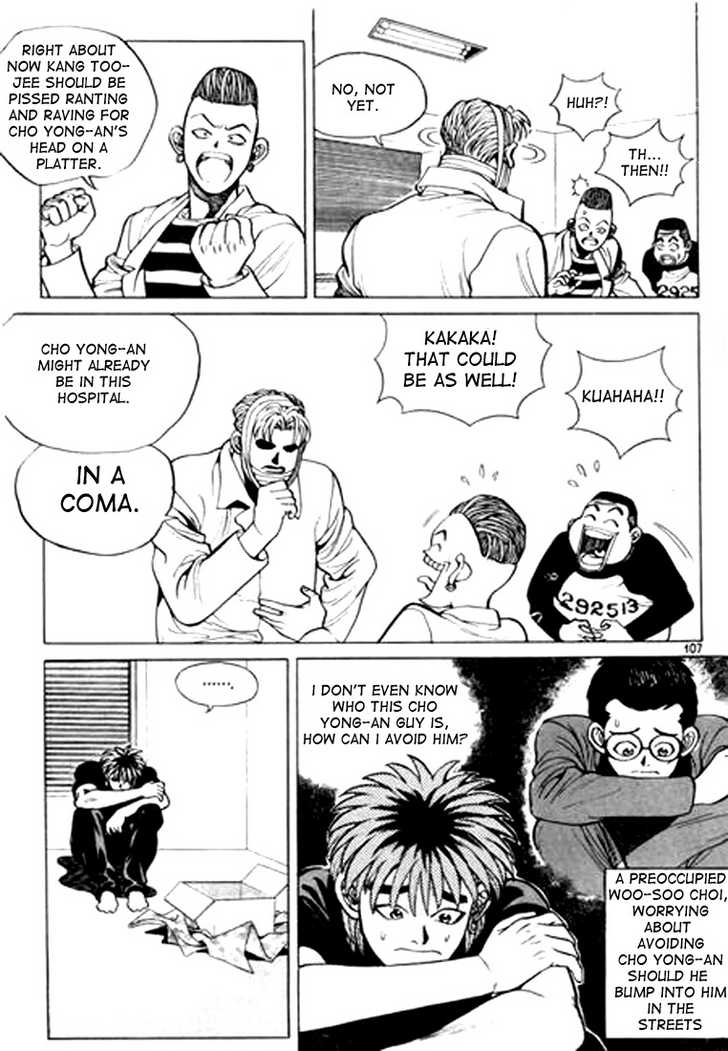 RIGHT ABOUT
NOW KANG TOO-
JEE SHOULD BE
PISSED RANTING
AND RAVING FOR
CHO YONG-AN'S
HEAD ON A
PLATTER.
NO, NOT
YET.
HUH?!
TH...
THEN!!
2925
CHO YONG-AN
MIGHT ALREADY
BE IN THIS
HOSPITAL.
IN A
COMA.
KAKAKA!
THAT COULD
BE AS WELL!
KUAHAHA!!
292513
107
......
I DON'T EVEN KNOW
WHO THIS CHO
YONG-AN GUY IS,
HOW CAN I AVOID HIM?
A PREOCCUPIED
WOO-SOO CHOI,
WORRYING
ABOUT
AVOIDING
CHO YONG-AN
SHOULD HE
BUMP INTO HIM
IN THE
STREETS